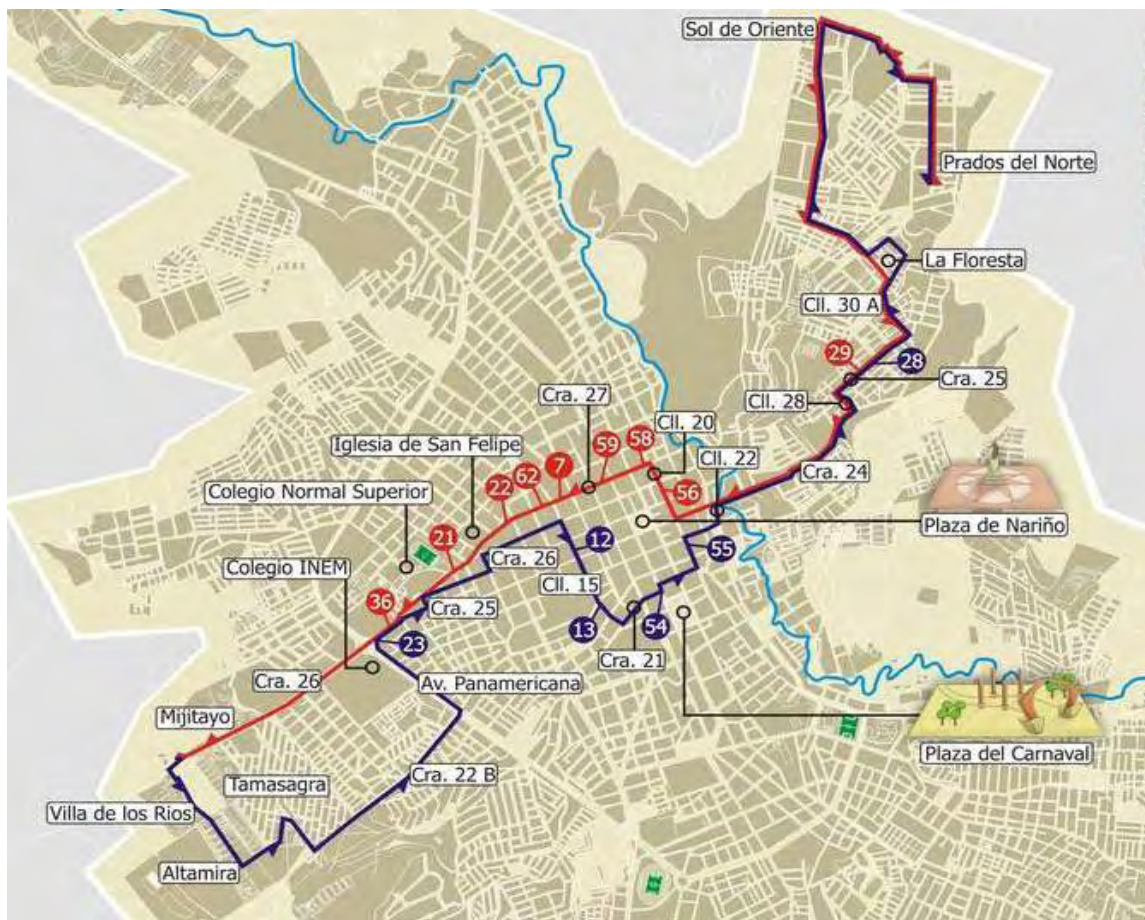 Sol de Oriente
Prados del Norte
La Floresta
Cll. 30 A
29
28
Cra. 25
Cra. 27
Cll. 28
Cll. 20
Iglesia de San Felipe
59
58
Cll. 22
Cra. 24
62
7
22
56
Colegio Normal Superior
Plaza de Nariño
21
12
55
Cra. 26
Colegio INEM
Cll. 15
36
Cra. 25
13
54
23
Cra. 21
Cra. 26
Av. Panamericana
Mijitayo
Plaza del Carnaval
Cra. 22 B
Tamasagra
Villa de los Rios
Altamira